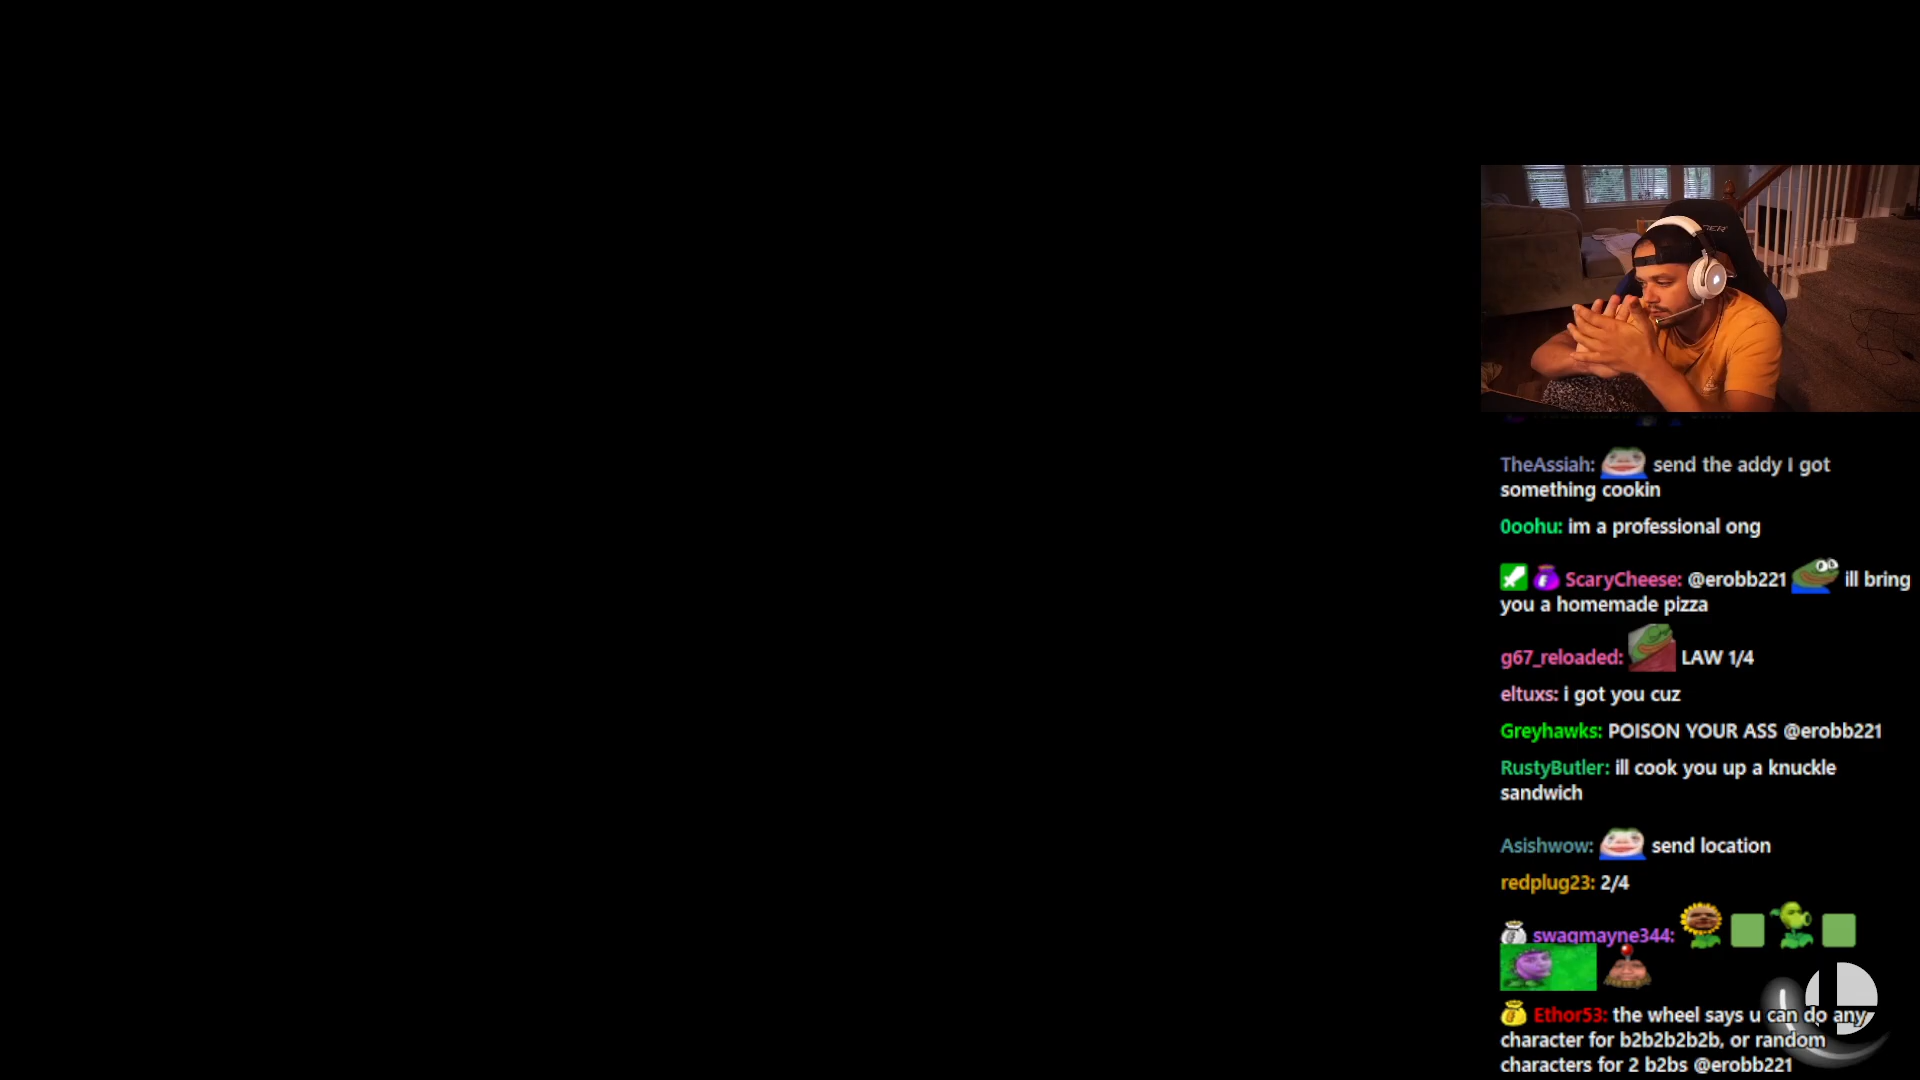 TheAssiah: send the addy I got
something cookin
0oohu: im a professional ong
ScaryCheese: @erobb221 ill bring
you a homemade pizza
g67_reloaded: LAW 1/4
eltuxs: i got you cuz
Greyhawks: POISON YOUR ASS @erobb221
RustyButler: ill cook you up a knuckle
sandwich
Asishwow: send location
redplug23: 2/4
swaqmayne344:
Ethor53: the wheel says u can do any
character for b2b2b2b2b, or random
characters for 2 b2bs @erobb221